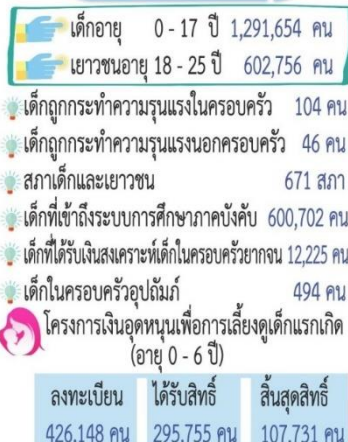 เด็กอายุ 0 - 17 ปี 1,291,654 คน
เยาวชนอายุ 18 - 25 ปี 602,756 คน
เด็กถูกกระทำความรุนแรงในครอบครัว 104 คน
เด็กถูกกระทำความรุนแรงนอกครอบครัว 46 คน
สภาเด็กและเยาวชน 671 สภา
เด็กที่เข้าถึงระบบการศึกษาภาคบังคับ 600,702 คน
เด็กที่ได้รับเงินสงเคราะห์เด็กในครอบครัวยากจน 12,225 คน
เด็กในครอบครัวอุปถัมภ์ 494 คน
โครงการเงินอุดหนุนเพื่อการเลี้ยงดูเด็กแรกเกิด
(อายุ 0 - 6 ปี)
ลงทะเบียน ได้รับสิทธิ์ สิ้นสุดสิทธิ์
426,148 คน 295,755 คน 107,731 คน